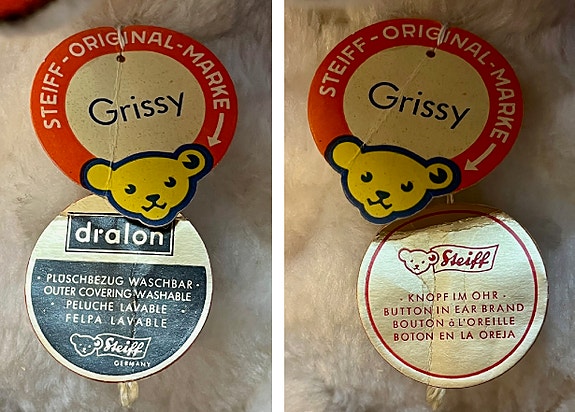 STEIFF-ORIGINAL-MARKE
Grissy
dralon
· PLÜSCHBEZUG WASCHBAR ·
OUTER COVERING WASHABLE
PELUCHE LAVABLE
FELPA LAVABLE
Steiff
GERMANY
STEIFF-ORIGINAL-MARKE
Grissy
Steiff
· KNOPF IM OHR ·
BUTTON IN EAR BRAND
BOUTON à L'OREILLE
BOTON EN LA OREJA